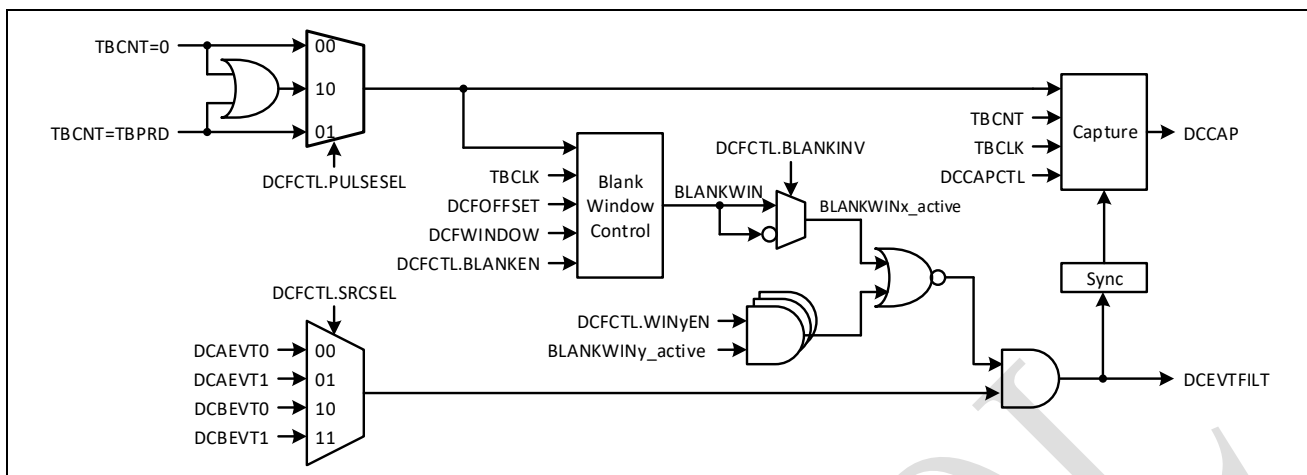 TBCNT=0
00
10
TBCNT=TBPRD
01
DCFCTL.PULSESEL
TBCNT
TBCLK
DCCAPCTL
Capture
DCCAP
TBCLK
DCFOFFSET
DCFWINDOW
DCFCTL.BLANKEN
Blank
Window
Control
BLANKWIN
DCFCTL.BLANKINV
BLANKWINx_active
Sync
DCFCTL.WINyEN
BLANKWINy_active
DCFCTL.SRCSEL
DCAEVT0
00
DCAEVT1
01
DCBEVT0
10
DCBEVT1
11
DCEVTFILT